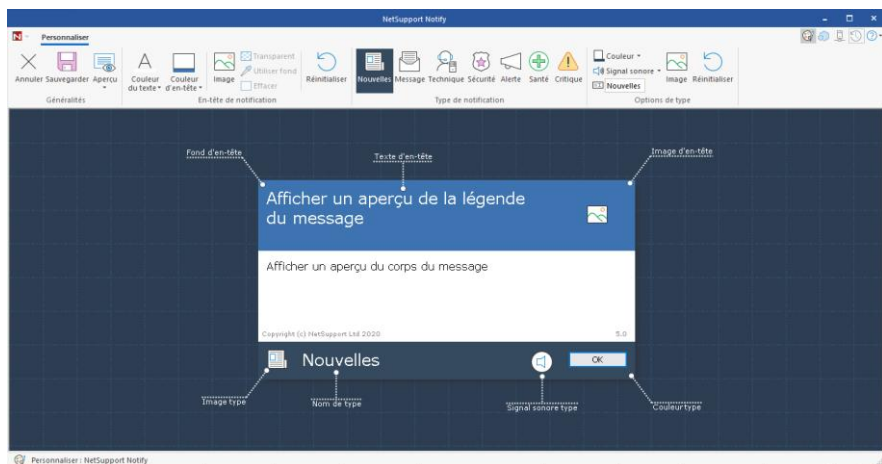 NetSupport Notify
Personnaliser
Annuler Sauvegarder Aperçu
Couleur du texte
Couleur d'en-tête
Image
Transparent
Utiliser fond
Effacer
Réinitialiser
Nouvelles Message Technique Sécurité Alerte Santé Critique
Couleur
Signal sonore
Nouvelles
Image Réinitialiser
Généralités
En-tête de notification
Type de notification
Options de type
Fond d'en-tête
Texte d'en-tête
Image d'en-tête
Afficher un aperçu de la légende
du message
Afficher un aperçu du corps du message
Copyright (c) NetSupport Ltd 2020
5.0
Nouvelles
OK
Image type
Nom de type
Signal sonore type
Couleur type
Personnaliser : NetSupport Notify